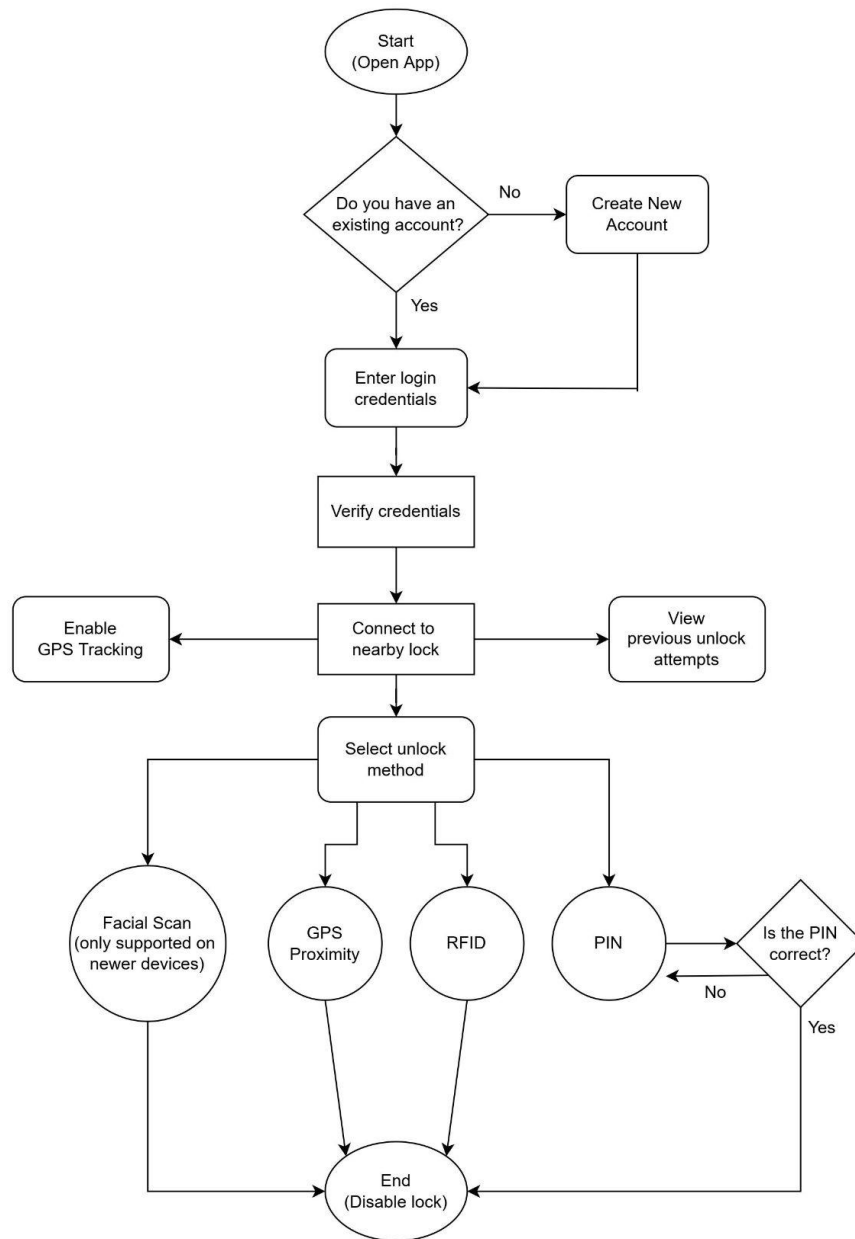 Start
(Open App)
Do you have an
existing account?
No
Create New
Account
Yes
Enter login
credentials
Verify credentials
Enable
GPS Tracking
Connect to
nearby lock
View
previous unlock
attempts
Select unlock
method
Facial Scan
(only supported on
newer devices)
GPS
Proximity
RFID
PIN
Is the PIN
correct?
No
Yes
End
(Disable lock)